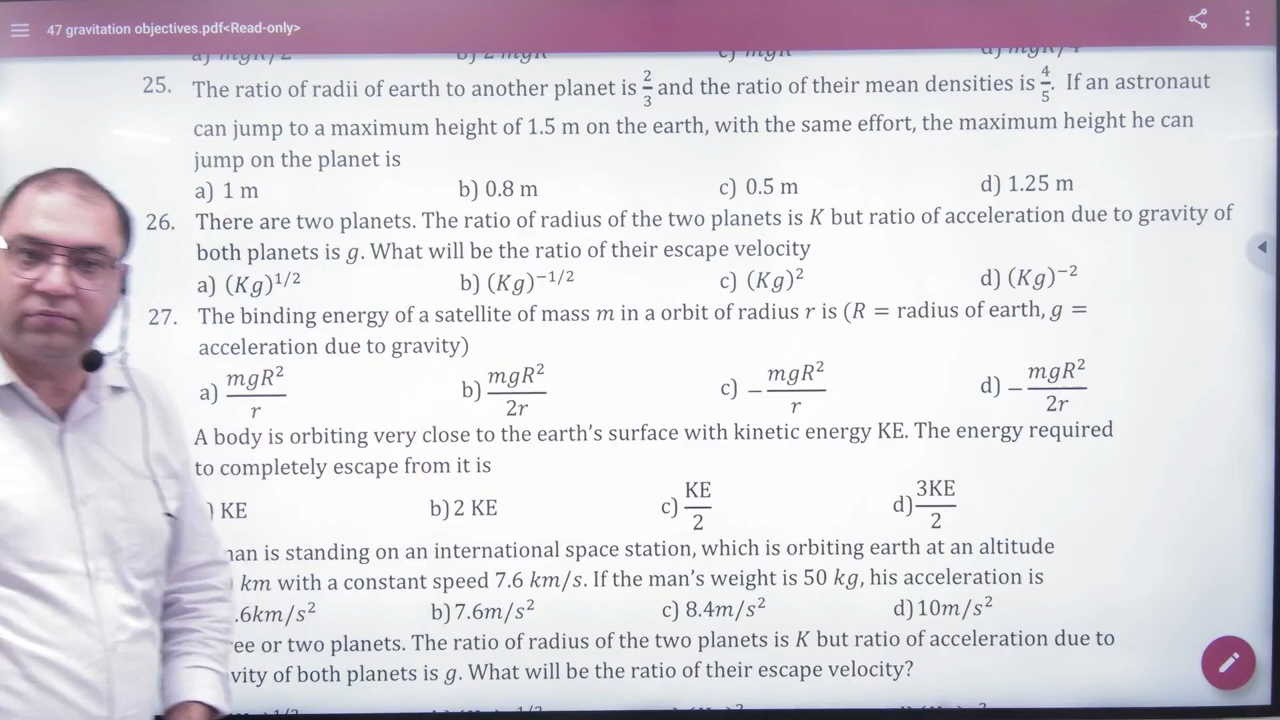 47 gravitation objectives.pdf<Read-only>
25. The ratio of radii of earth to another planet is 2/3 and the ratio of their mean densities is 4/5. If an astronaut
can jump to a maximum height of 1.5 m on the earth, with the same effort, the maximum height he can
jump on the planet is
a) 1 m b) 0.8 m c) 0.5 m d) 1.25 m
26. There are two planets. The ratio of radius of the two planets is K but ratio of acceleration due to gravity of
both planets is g. What will be the ratio of their escape velocity
a) (Kg)^1/2 b) (Kg)^−1/2 c) (Kg)^2 d) (Kg)^−2
27. The binding energy of a satellite of mass m in a orbit of radius r is (R = radius of earth, g =
acceleration due to gravity)
a) mgR²/r b) mgR²/2r c) − mgR²/r d) − mgR²/2r
A body is orbiting very close to the earth's surface with kinetic energy KE. The energy required
to completely escape from it is
) KE b) 2 KE c) KE/2 d) 3KE/2
is standing on an international space station, which is orbiting earth at an altitude
km with a constant speed 7.6 km/s. If the man's weight is 50 kg, his acceleration is
.6km/s² b) 7.6m/s² c) 8.4m/s² d) 10m/s²
or two planets. The ratio of radius of the two planets is K but ratio of acceleration due to
of both planets is g. What will be the ratio of their escape velocity?